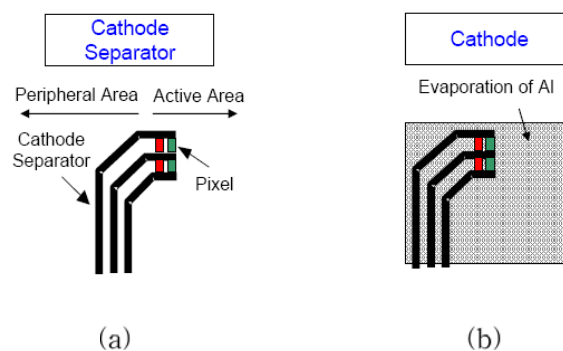 Cathode
Separator
Peripheral Area
Active Area
Cathode
Separator
Pixel
(a)
Cathode
Evaporation of Al
(b)